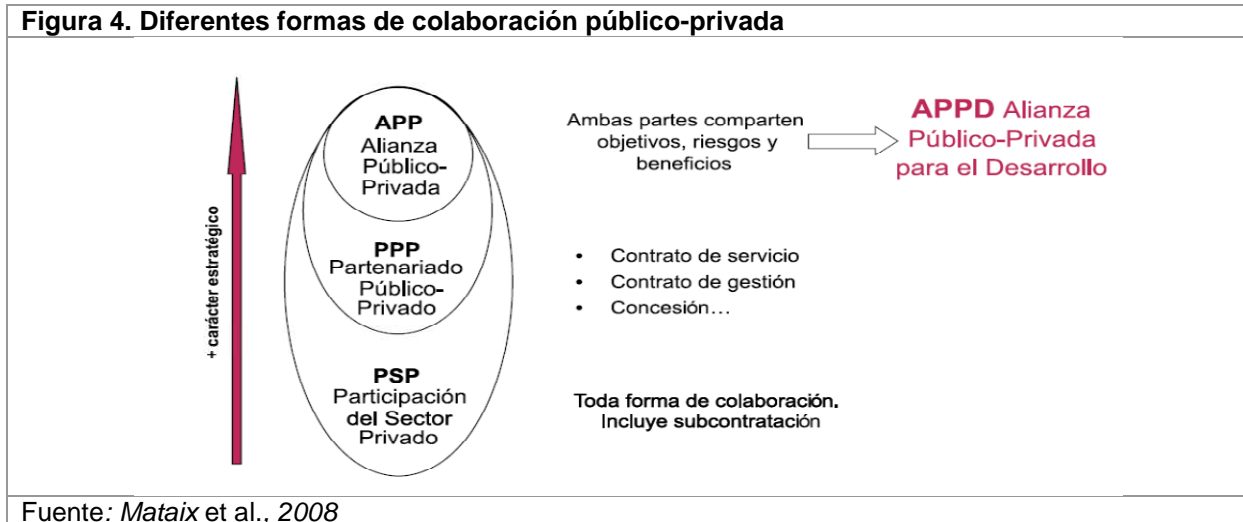 Figura 4. Diferentes formas de colaboración público-privada
+ carácter estratégico
APP
Alianza
Público-
Privada
Ambas partes comparten
objetivos, riesgos y
beneficios
APPD Alianza
Público-Privada
para el Desarrollo
PPP
Partenariado
Público-
Privado
• Contrato de servicio
• Contrato de gestión
• Concesión…
PSP
Participación
del Sector
Privado
Toda forma de colaboración.
Incluye subcontratación
Fuente: Mataix et al., 2008